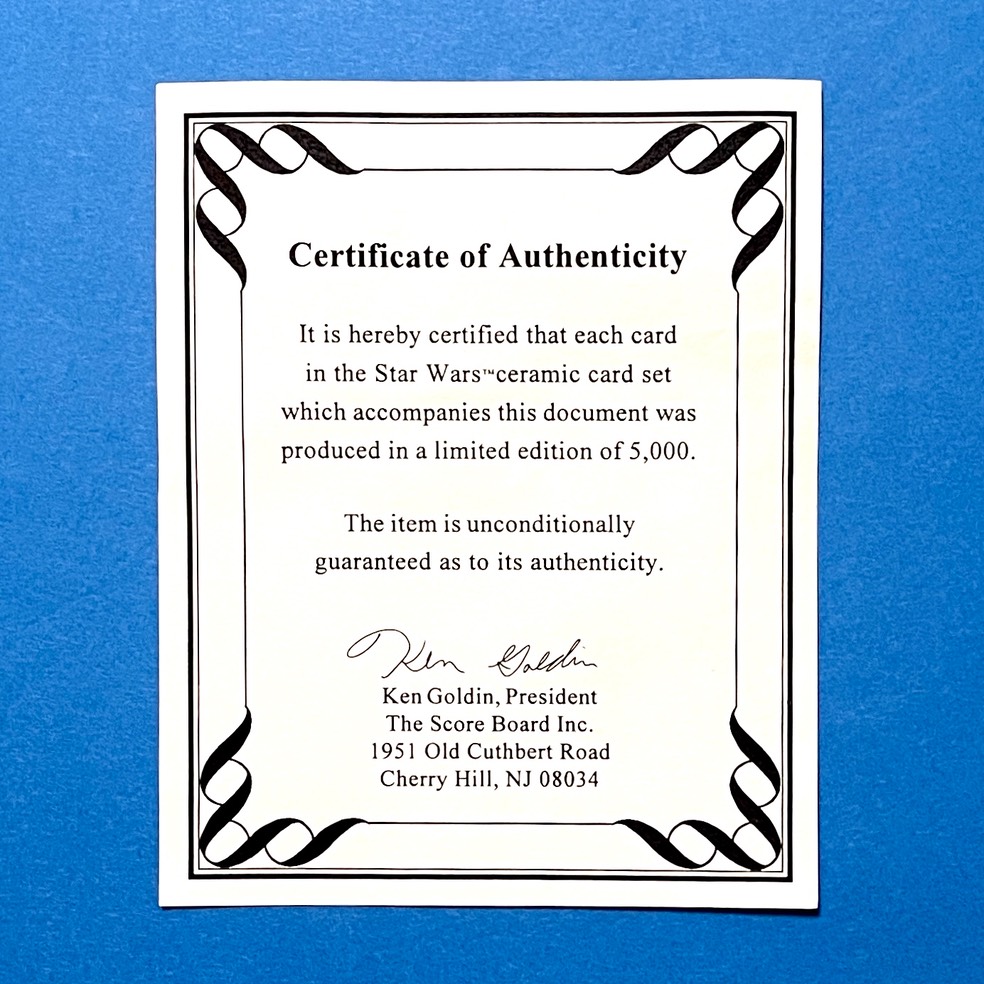 Certificate of Authenticity
It is hereby certified that each card
in the Star Wars™ceramic card set
which accompanies this document was
produced in a limited edition of 5,000.
The item is unconditionally
guaranteed as to its authenticity.
Ken Goldin
Ken Goldin, President
The Score Board Inc.
1951 Old Cuthbert Road
Cherry Hill, NJ 08034